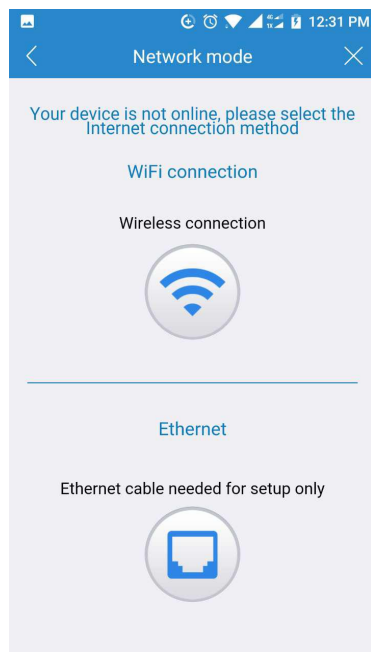 12:31 PM
Network mode
Your device is not online, please select the
Internet connection method
WiFi connection
Wireless connection
Ethernet
Ethernet cable needed for setup only